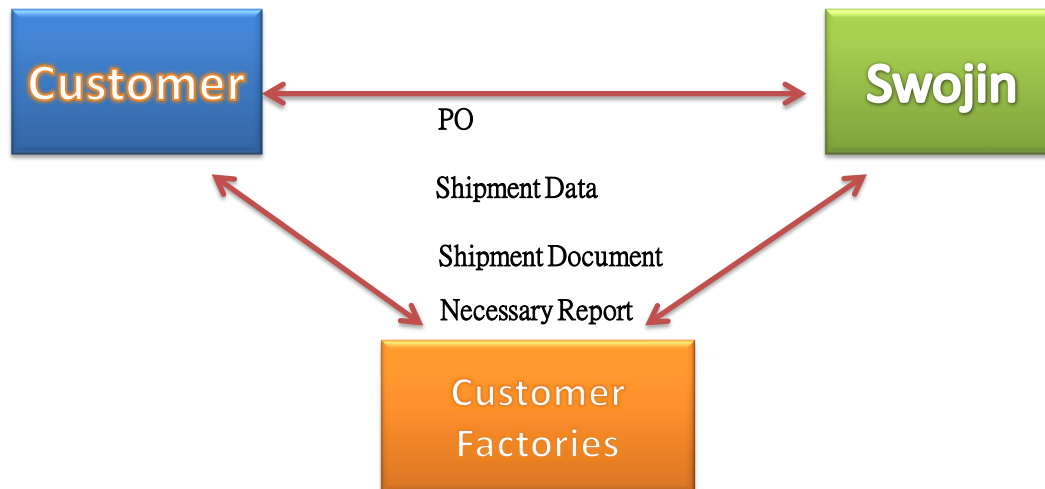 Customer
Swojin
PO
Shipment Data
Shipment Document
Necessary Report
Customer
Factories